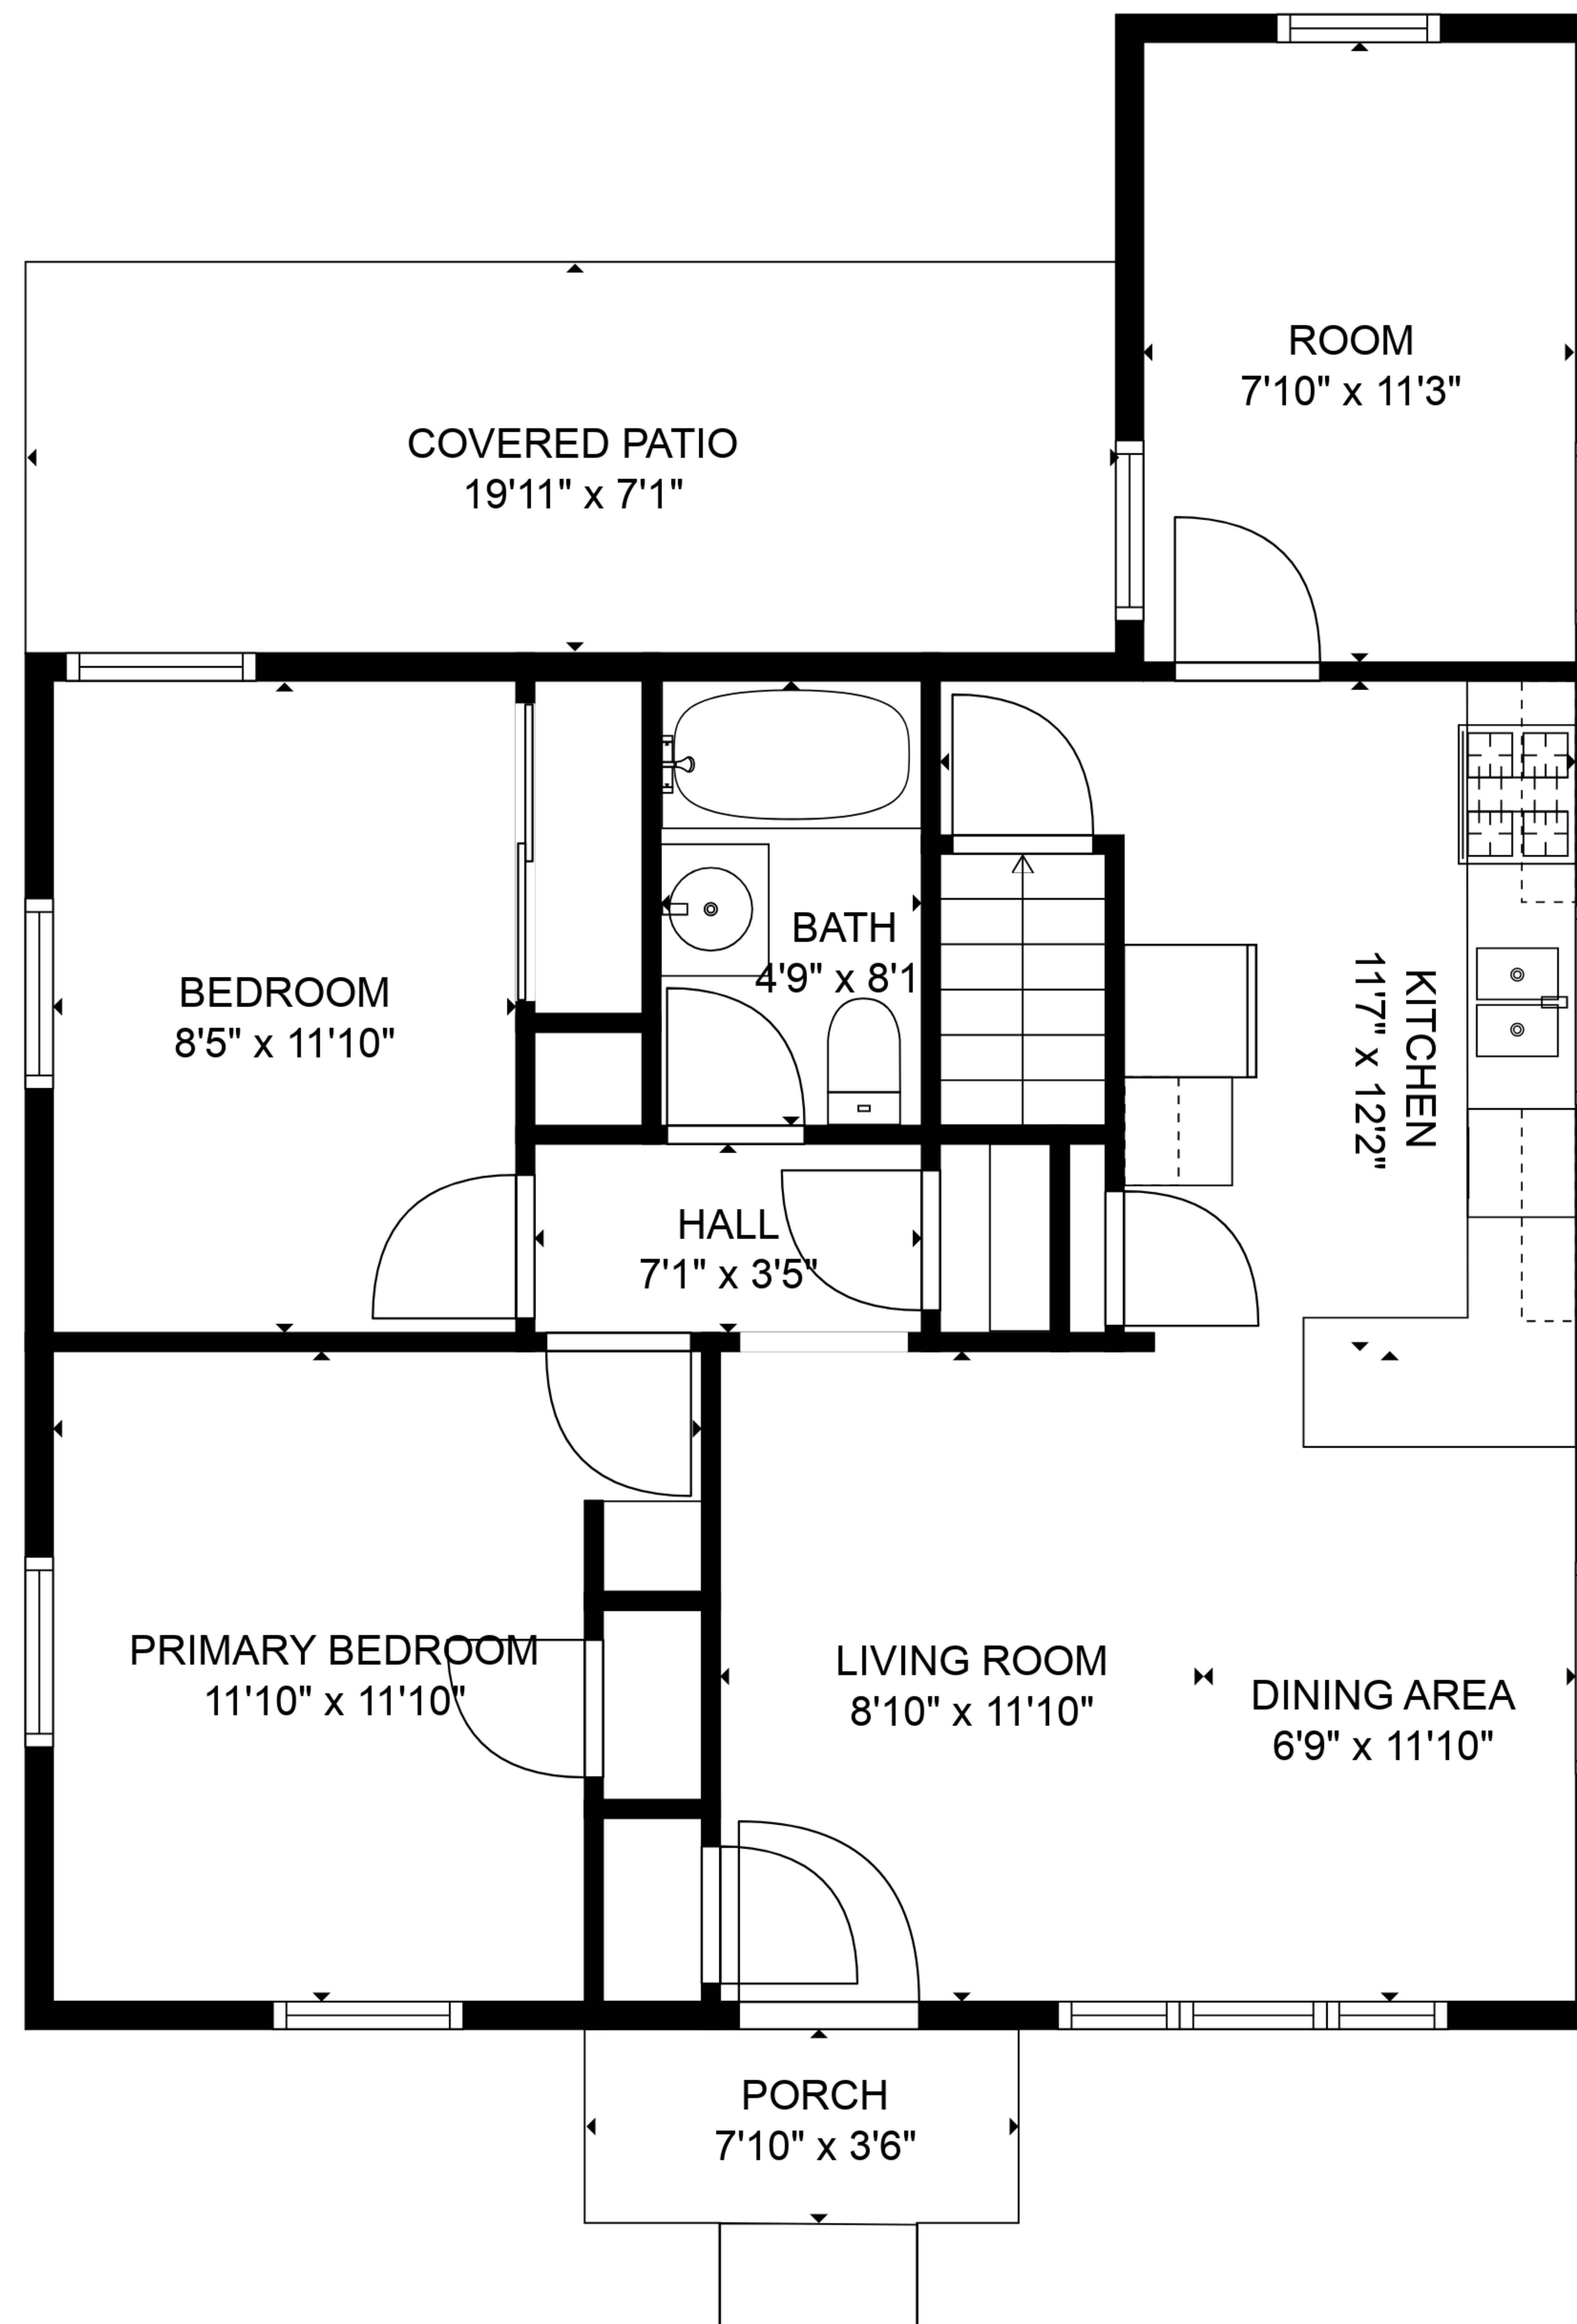 ROOM
7'10" x 11'3"
COVERED PATIO
19'11" x 7'1"
BATH
4'9" x 8'1
BEDROOM
8'5" x 11'10"
KITCHEN
11'7" x 12'2"
HALL
7'1" x 3'5"
PRIMARY BEDROOM
11'10" x 11'10"
LIVING ROOM
8'10" x 11'10"
DINING AREA
6'9" x 11'10"
PORCH
7'10" x 3'6"